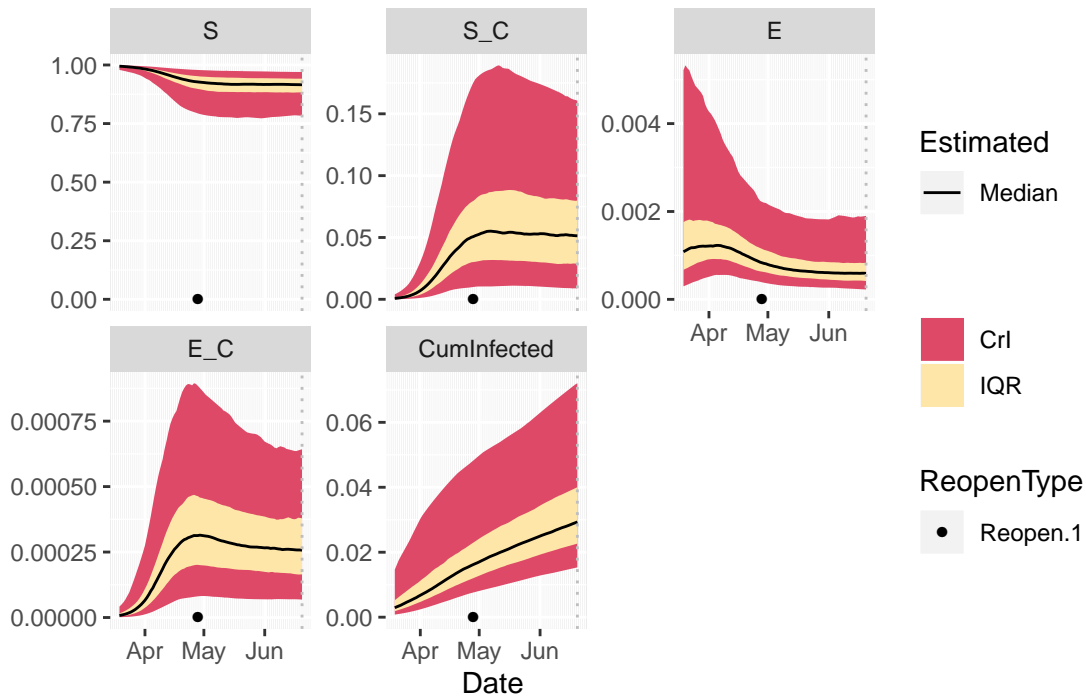 S
S_C
E
1.00
0.75
0.50
0.25
0.00
0.15
0.10
0.05
0.00
0.004
0.002
0.000
Apr
May
Jun
E_C
CumInfected
0.00075
0.00050
0.00025
0.00000
Apr
May
Jun
0.06
0.04
0.02
0.00
Apr
May
Jun
Date
Estimated
Median
CrI
IQR
ReopenType
Reopen.1